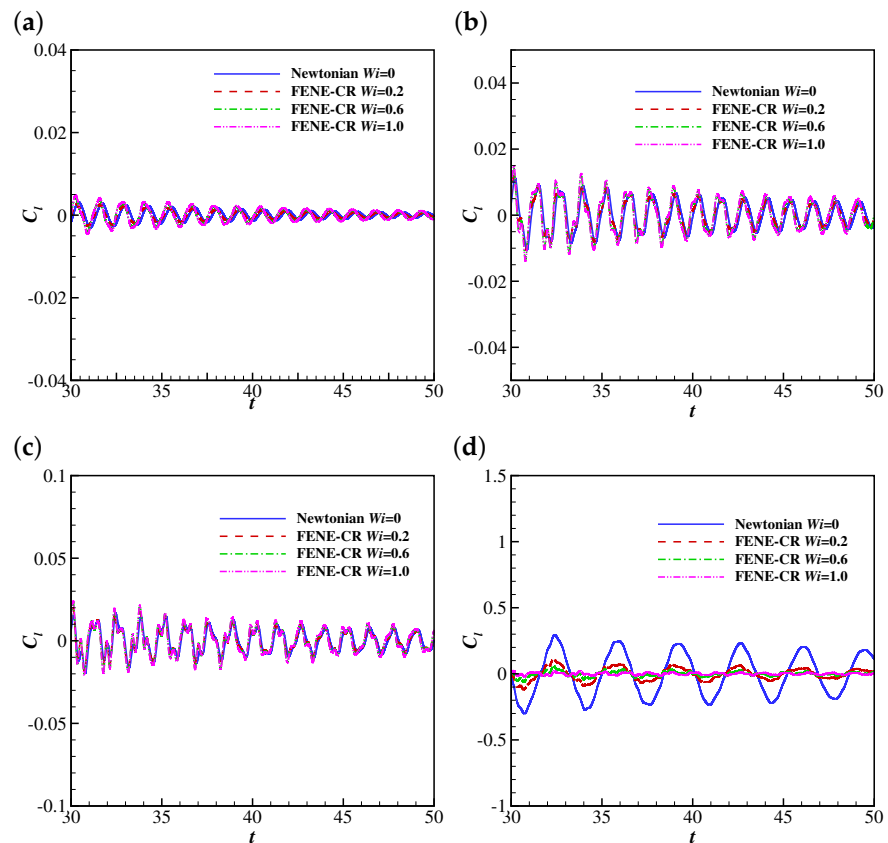 (a)
0.04
0.02
0
-0.02
-0.04
C_l
Newtonian Wi=0
FENE-CR Wi=0.2
FENE-CR Wi=0.6
FENE-CR Wi=1.0
30 35 40 45 50
t
(b)
0.04
0.02
0
-0.02
-0.04
C_l
Newtonian Wi=0
FENE-CR Wi=0.2
FENE-CR Wi=0.6
FENE-CR Wi=1.0
30 35 40 45 50
t
(c)
0.1
0.05
0
-0.05
-0.1
C_l
Newtonian Wi=0
FENE-CR Wi=0.2
FENE-CR Wi=0.6
FENE-CR Wi=1.0
30 35 40 45 50
t
(d)
1.5
1
0.5
0
-0.5
-1
C_l
Newtonian Wi=0
FENE-CR Wi=0.2
FENE-CR Wi=0.6
FENE-CR Wi=1.0
30 35 40 45 50
t